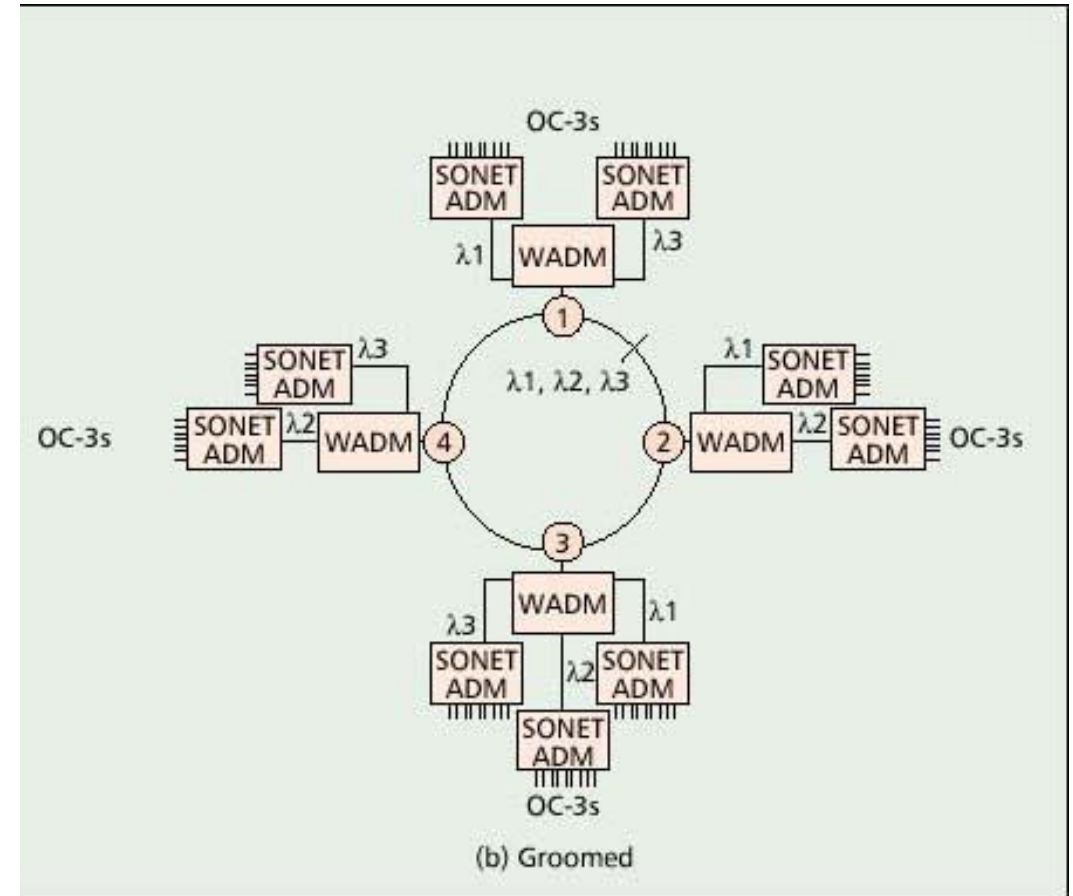 OC-3s
SONET
ADM
SONET
ADM
λ1
WADM
λ3
1
λ1, λ2, λ3
λ3
SONET
ADM
OC-3s
SONET
ADM
λ2
WADM
4
λ1
SONET
ADM
2
WADM
λ2
SONET
ADM
OC-3s
3
WADM
λ3
λ1
SONET
ADM
λ2
SONET
ADM
SONET
ADM
OC-3s
(b) Groomed